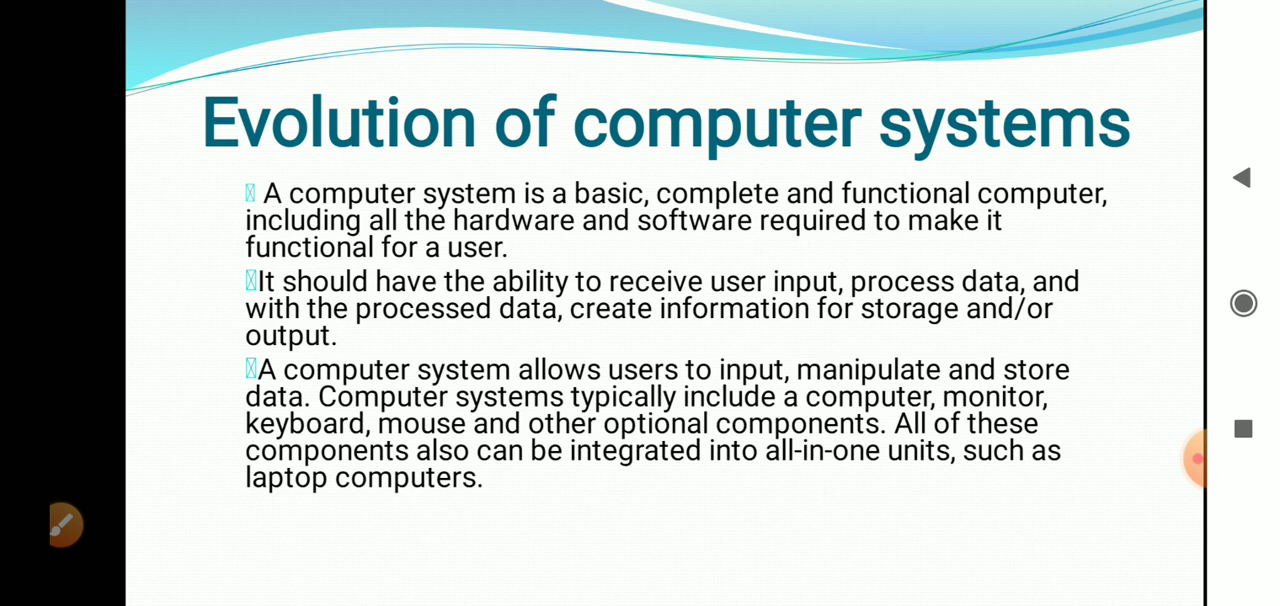 Evolution of computer systems
A computer system is a basic, complete and functional computer,
including all the hardware and software required to make it
functional for a user.
It should have the ability to receive user input, process data, and
with the processed data, create information for storage and/or
output.
A computer system allows users to input, manipulate and store
data. Computer systems typically include a computer, monitor,
keyboard, mouse and other optional components. All of these
components also can be integrated into all-in-one units, such as
laptop computers.